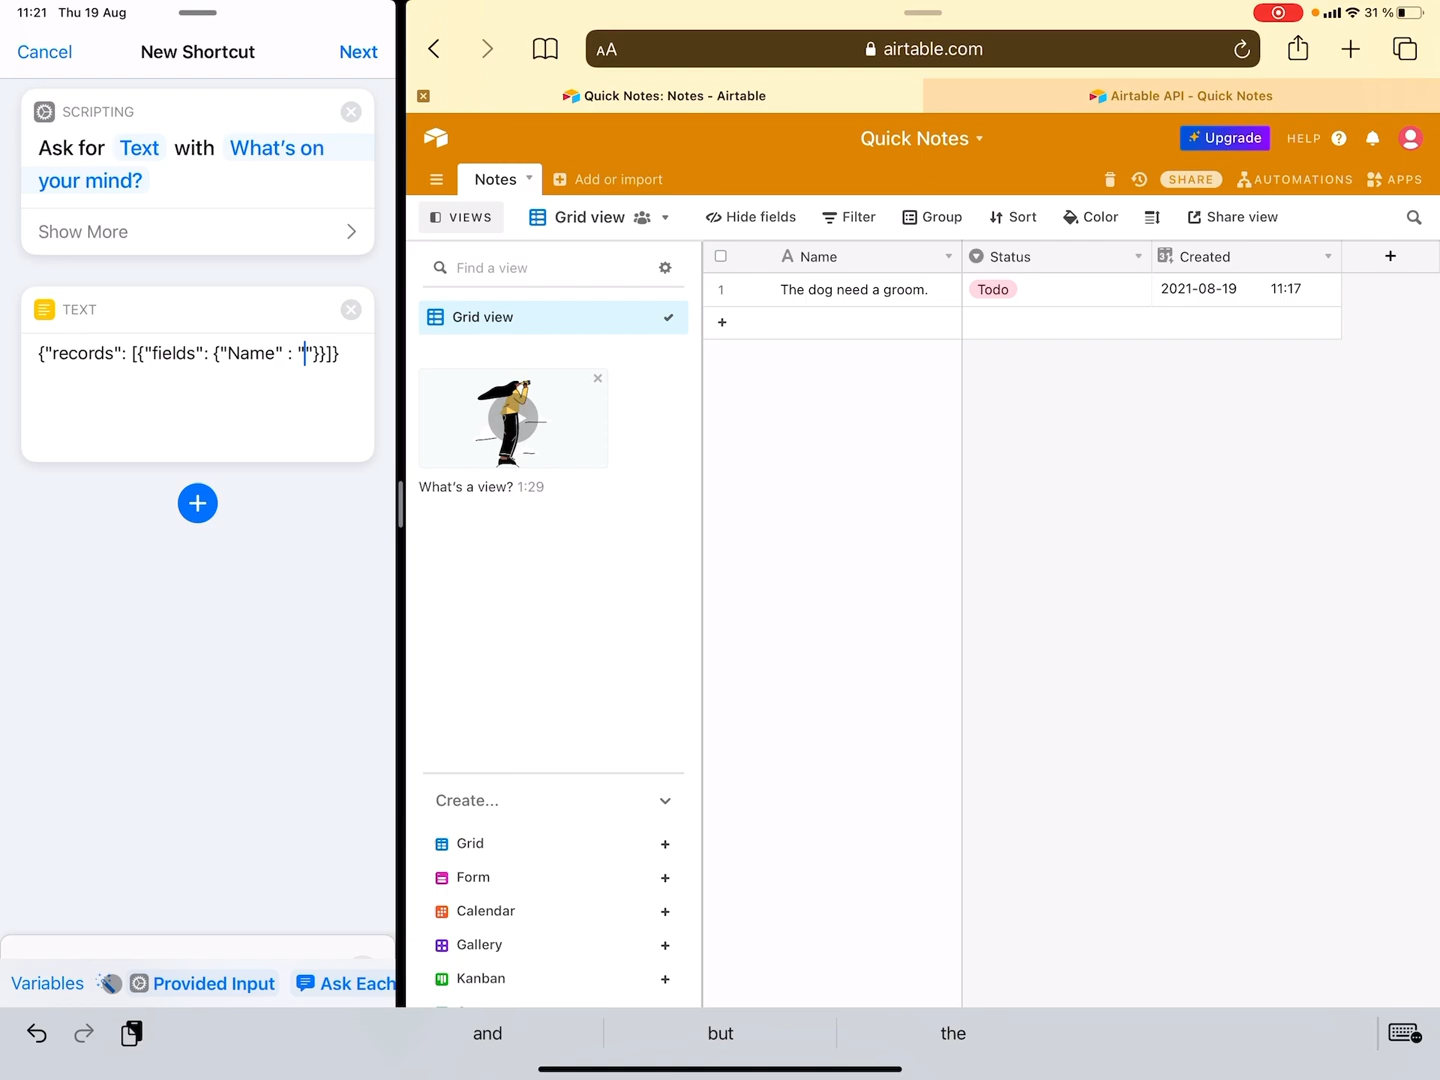 11:21 Thu 19 Aug
31 %
Cancel
New Shortcut
Next
SCRIPTING
Ask for Text with What's on
your mind?
Show More
TEXT
{"records": [{"fields": {"Name" : ""}}]}
Variables
Provided Input
Ask Each
AA
airtable.com
Quick Notes: Notes - Airtable
Airtable API - Quick Notes
Quick Notes
Upgrade
HELP
Notes
Add or import
SHARE
AUTOMATIONS
APPS
VIEWS
Grid view
Hide fields
Filter
Group
Sort
Color
Share view
Find a view
Grid view
What's a view? 1:29
Name
Status
Created
1
The dog need a groom.
Todo
2021-08-19 11:17
Create...
Grid
Form
Calendar
Gallery
Kanban
and
but
the